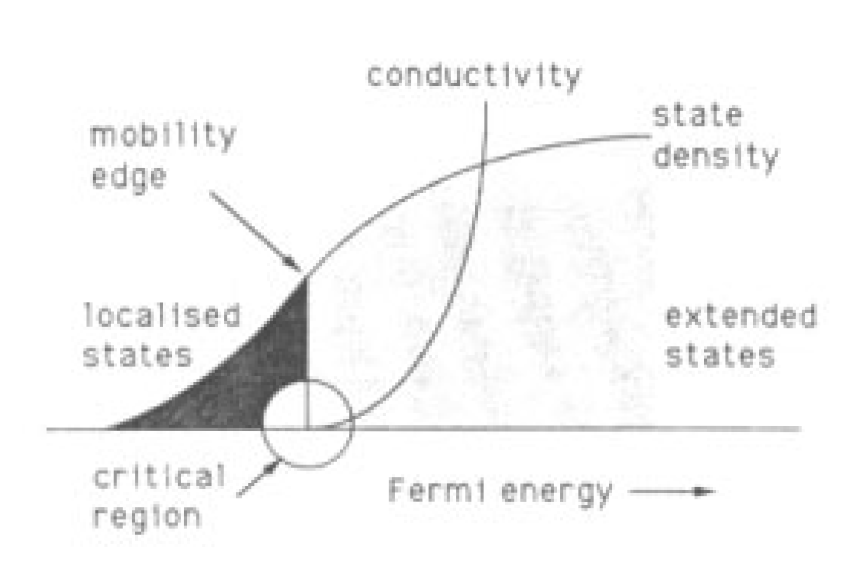 conductivity
mobility
edge
state
density
localised
states
extended
states
critical
region
Fermi energy